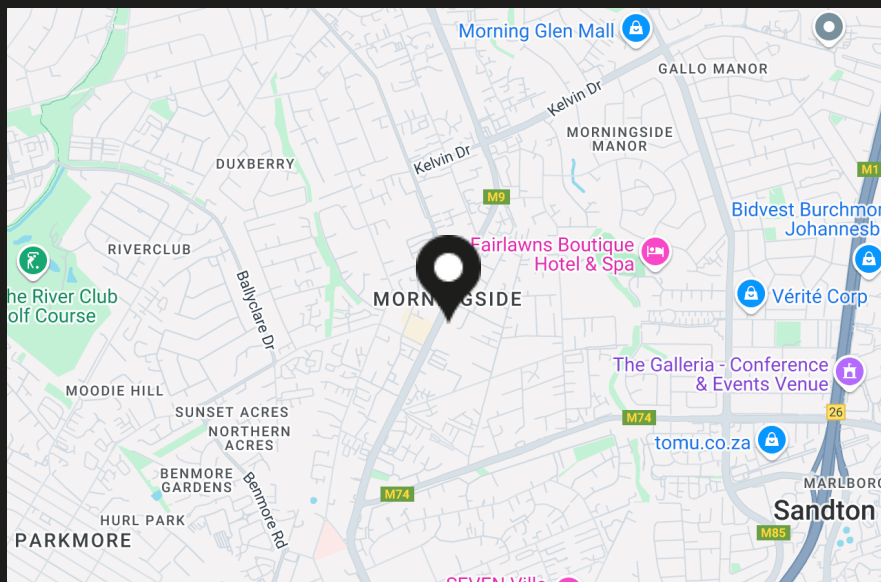 Morning Glen Mall
GALLO MANOR
Kelvin Dr
MORNINGSIDE
MANOR
Kelvin Dr
DUXBERRY
M1
M9
Bidvest Burchmor
Johannesb
RIVERCLUB
Fairlawns Boutique
Hotel & Spa
he River Club
olf Course
Ballyclare Dr
MORNINGSIDE
Vérité Corp
The Galleria - Conference
& Events Venue
MOODIE HILL
SUNSET ACRES
NORTHERN
ACRES
M74
26
tomu.co.za
BENMORE
GARDENS
Benmore Rd
M74
MARLBORO
Sandton
HURL PARK
PARKMORE
M85
SEVEN Villa